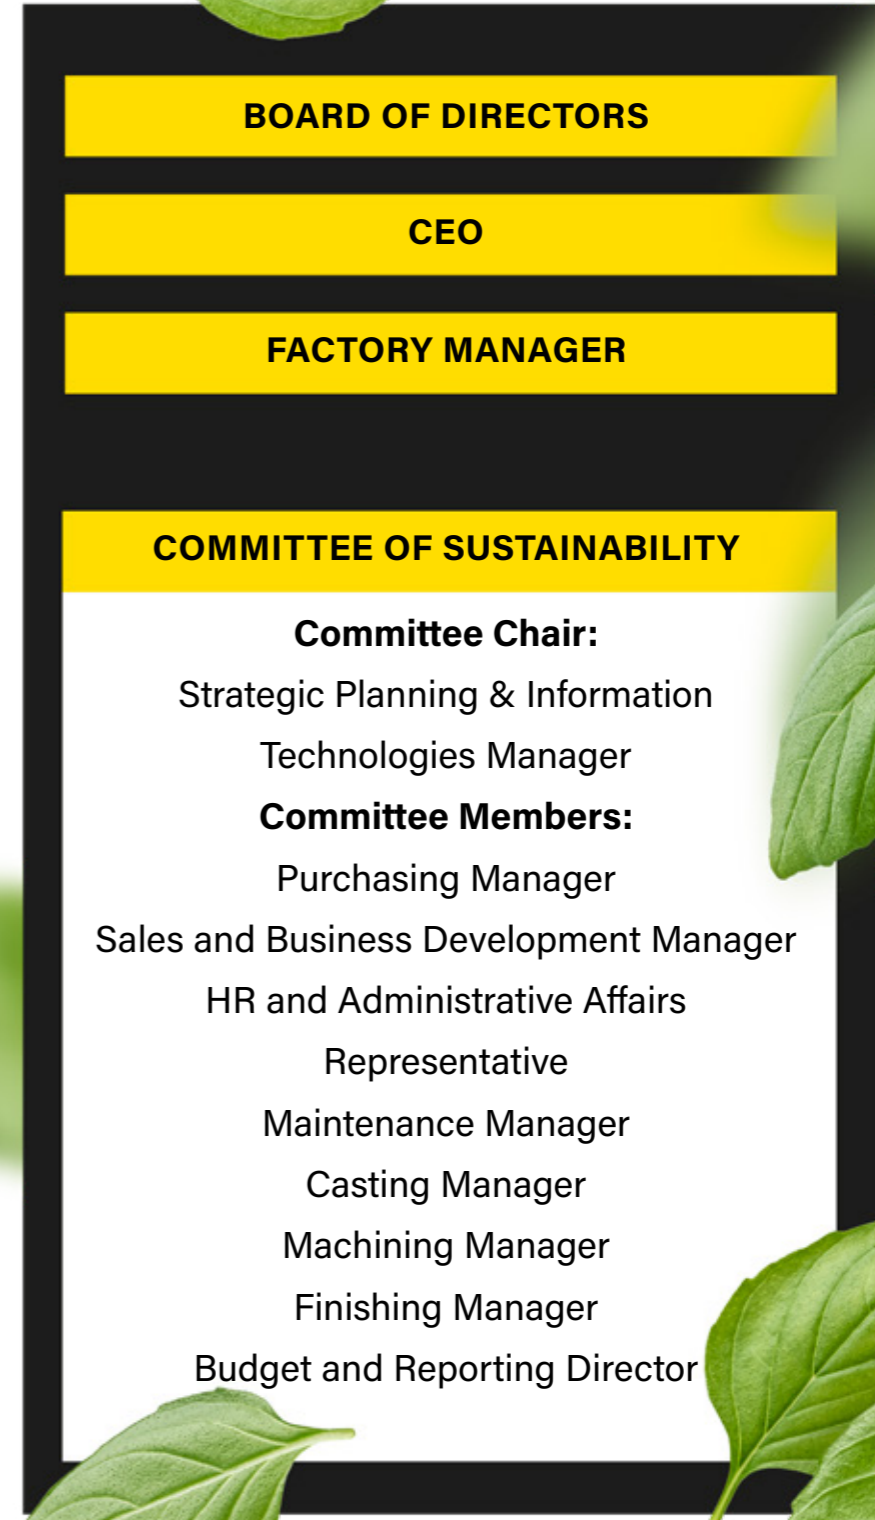 BOARD OF DIRECTORS
CEO
FACTORY MANAGER
COMMITTEE OF SUSTAINABILITY
Committee Chair:
Strategic Planning & Information
Technologies Manager
Committee Members:
Purchasing Manager
Sales and Business Development Manager
HR and Administrative Affairs
Representative
Maintenance Manager
Casting Manager
Machining Manager
Finishing Manager
Budget and Reporting Director